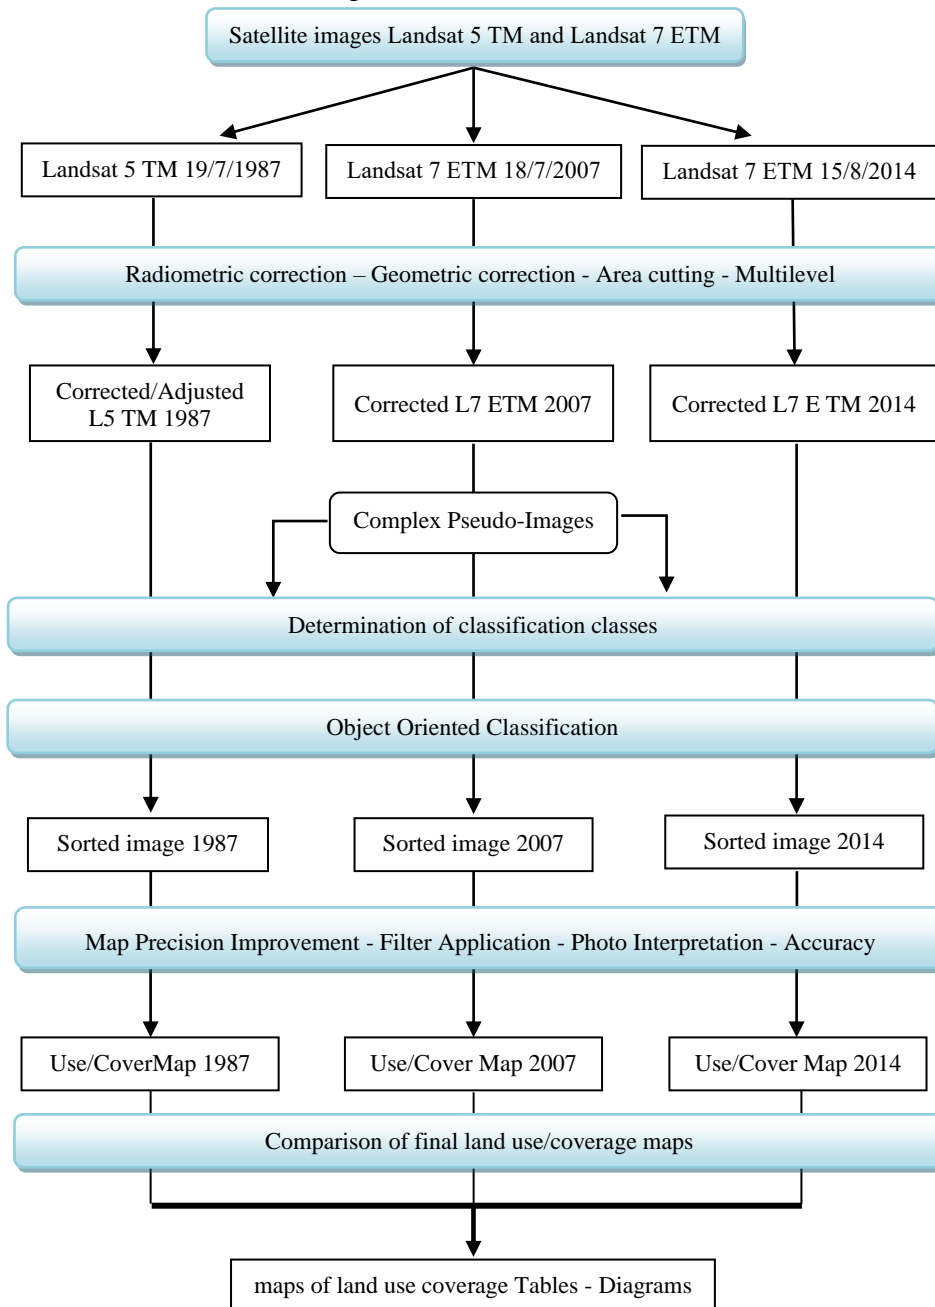 Satellite images Landsat 5 TM and Landsat 7 ETM
Landsat 5 TM 19/7/1987
Landsat 7 ETM 18/7/2007
Landsat 7 ETM 15/8/2014
Radiometric correction – Geometric correction - Area cutting - Multilevel
Corrected/Adjusted
L5 TM 1987
Corrected L7 ETM 2007
Corrected L7 E TM 2014
Complex Pseudo-Images
Determination of classification classes
Object Oriented Classification
Sorted image 1987
Sorted image 2007
Sorted image 2014
Map Precision Improvement - Filter Application - Photo Interpretation - Accuracy
Use/CoverMap 1987
Use/Cover Map 2007
Use/Cover Map 2014
Comparison of final land use/coverage maps
maps of land use coverage Tables - Diagrams